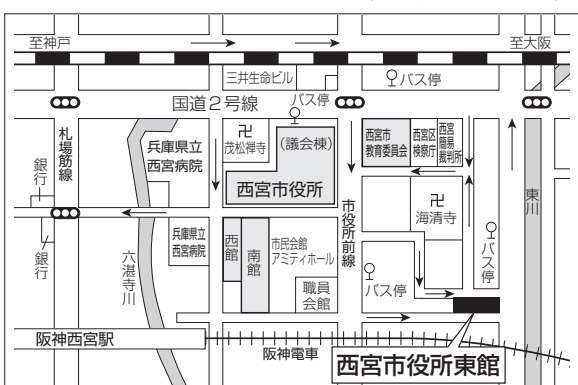 至神戸
至大阪
三井生命ビル
バス停
バス停
国道2号線
札場筋線
兵庫県立
西宮病院
卍
茂松禅寺
(議会棟)
西宮市役所
西宮市
教育委員会
西宮区
検察庁
西宮
簡易
裁判所
銀行
銀行
市役所前線
卍
海清寺
東川
六湛寺川
兵庫県立
西宮病院
西館
南館
市民会館
アミティホール
職員
会館
バス停
バス停
阪神西宮駅
阪神電車
西宮市役所東館